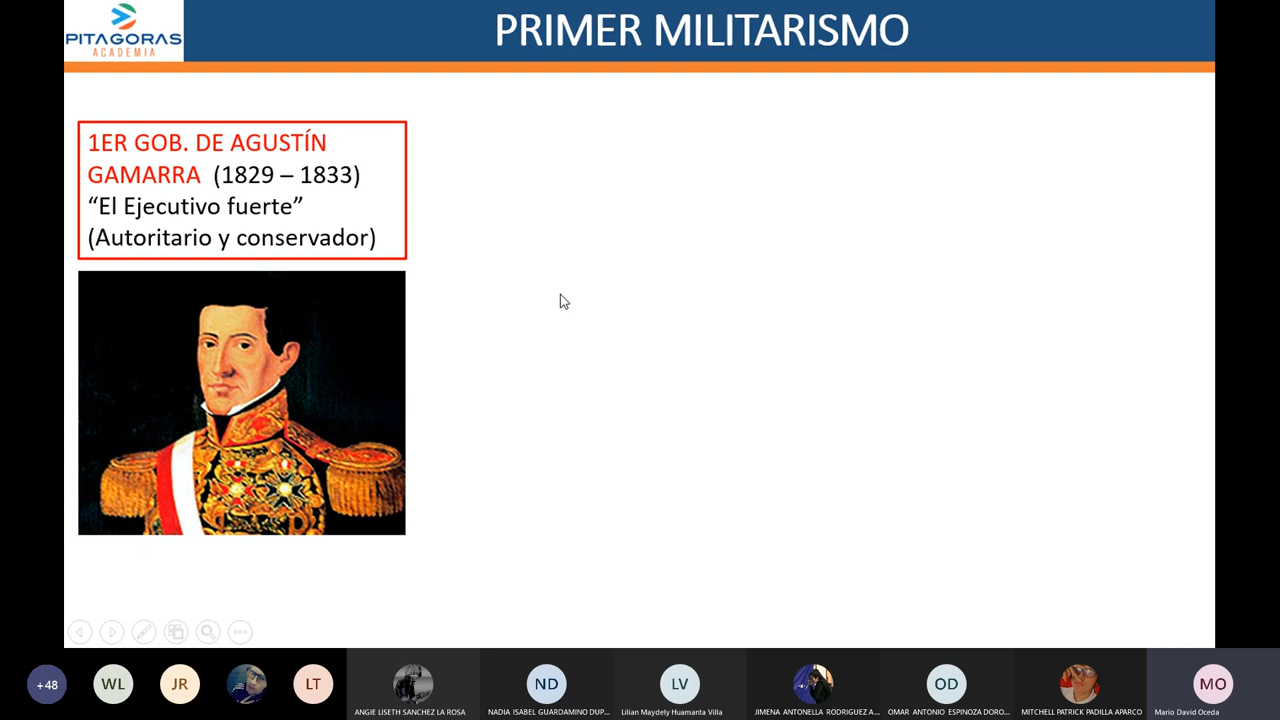 PITAGORAS
ACADEMIA
PRIMER MILITARISMO
1ER GOB. DE AGUSTÍN
GAMARRA (1829 – 1833)
“El Ejecutivo fuerte”
(Autoritario y conservador)
+48
WL
JR
LT
ANGIE LISETH SANCHEZ LA ROSA
ND
NADIA ISABEL GUARDAMINO DUP...
LV
Lilian Maydely Huamanta Villa
JIMENA ANTONELLA RODRIGUEZ A...
OD
OMAR ANTONIO ESPINOZA DORO...
MITCHELL PATRICK PADILLA APARCO
MO
Mario David Oceda